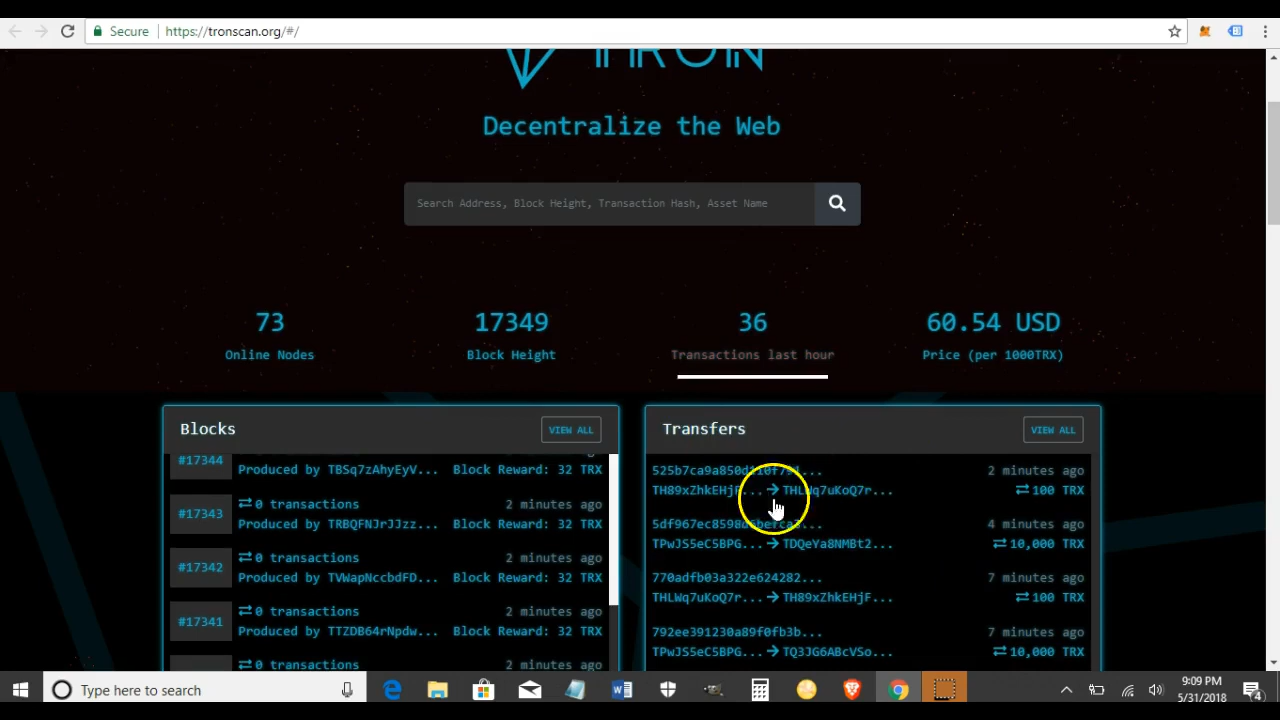 Secure https://tronscan.org/#/
TRON
Decentralize the Web
Search Address, Block Height, Transaction Hash, Asset Name
73
Online Nodes
17349
Block Height
36
Transactions last hour
60.54 USD
Price (per 1000TRX)
Blocks
VIEW ALL
#17344
Produced by TBSq7zAhyEyV... Block Reward: 32 TRX
#17343
0 transactions 2 minutes ago
Produced by TRBQFNJrJJzz... Block Reward: 32 TRX
#17342
0 transactions 2 minutes ago
Produced by TVWapNccbdFD... Block Reward: 32 TRX
#17341
0 transactions 2 minutes ago
Produced by TTZDB64rNpdw... Block Reward: 32 TRX
0 transactions 2 minutes ago
Transfers
VIEW ALL
2 minutes ago
TH89xZhkEHjF... → 100 TRX
4 minutes ago
TPwJS5eC5BPG... → TDQeYa8NMBt2... 10,000 TRX
770adfb03a322e624282... 7 minutes ago
THLWq7uKoQ7r... → TH89xZhkEHjF... 100 TRX
792ee391230a89f0fb3b... 7 minutes ago
TPwJS5eC5BPG... → TQ3JG6ABcVSo... 10,000 TRX
Type here to search
9:09 PM
5/31/2018
4